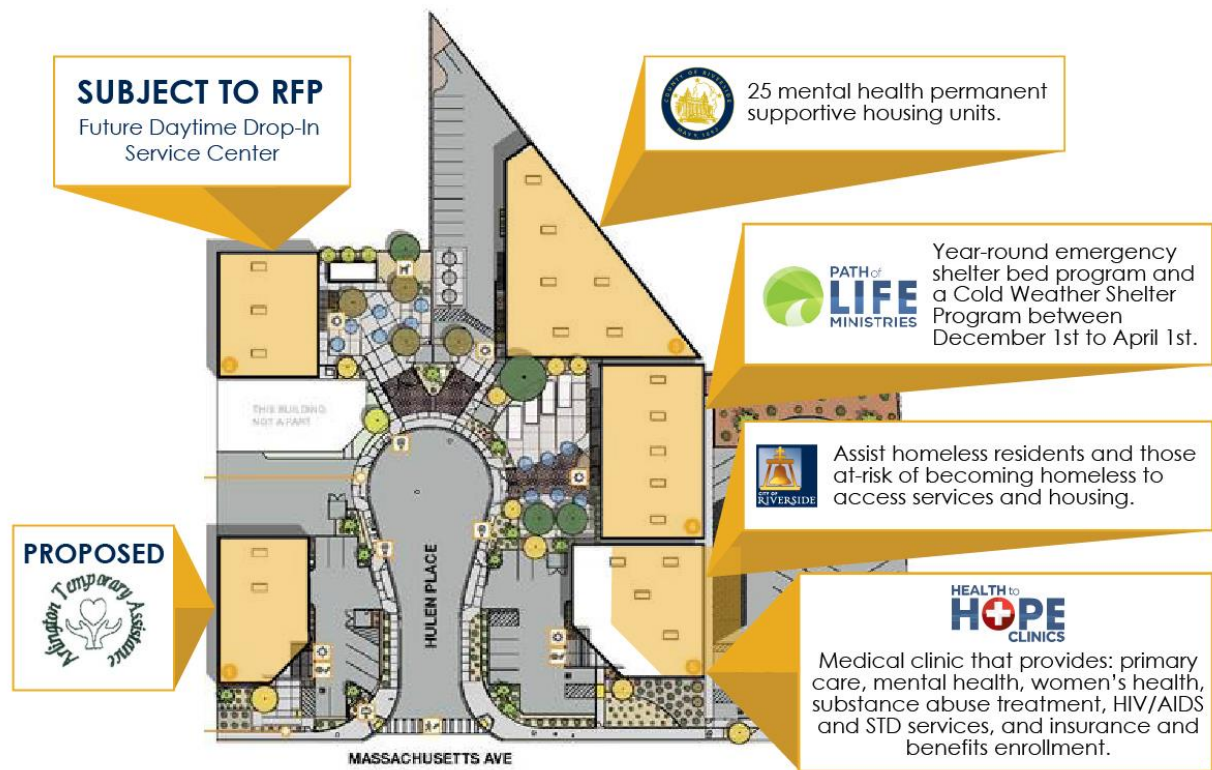 SUBJECT TO RFP
Future Daytime Drop-In
Service Center
COUNTY OF RIVERSIDE
25 mental health permanent
supportive housing units.
PATH of
LIFE
MINISTRIES
Year-round emergency
shelter bed program and
a Cold Weather Shelter
Program between
December 1st to April 1st.
THIS BUILDING
NOT A PART
CITY OF
RIVERSIDE
Assist homeless residents and those
at-risk of becoming homeless to
access services and housing.
PROPOSED
Arlington Temporary Assistance
HULEN PLACE
HEALTH to
HOPE
CLINICS
Medical clinic that provides: primary
care, mental health, women's health,
substance abuse treatment, HIV/AIDS
and STD services, and insurance and
benefits enrollment.
MASSACHUSETTS AVE